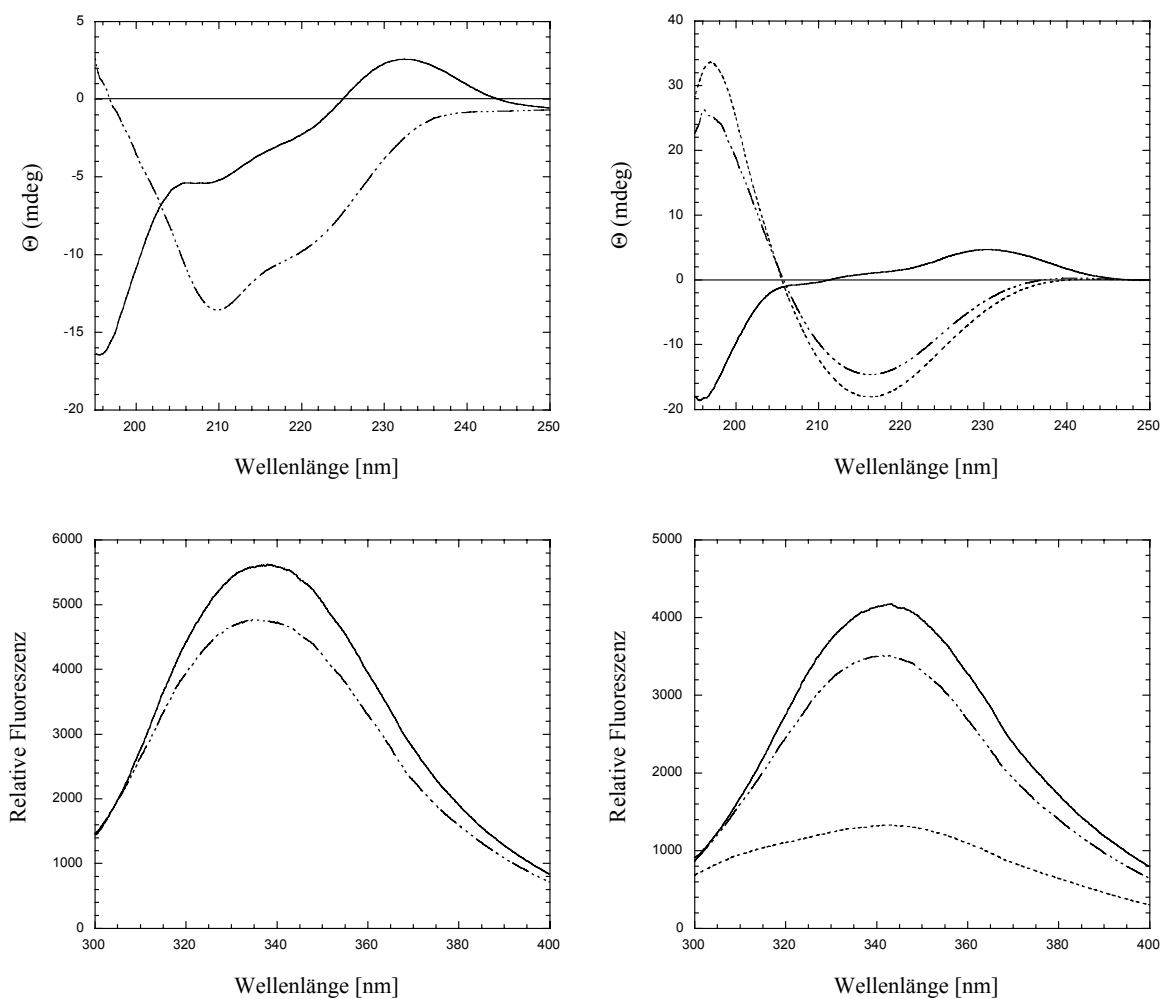 5
0
-5
-10
-15
-20
Θ (mdeg)
200 210 220 230 240 250
Wellenlänge [nm]
40
30
20
10
0
-10
-20
Θ (mdeg)
200 210 220 230 240 250
Wellenlänge [nm]
6000
5000
4000
3000
2000
1000
0
Relative Fluoreszenz
300 320 340 360 380 400
Wellenlänge [nm]
5000
4000
3000
2000
1000
0
Relative Fluoreszenz
300 320 340 360 380 400
Wellenlänge [nm]